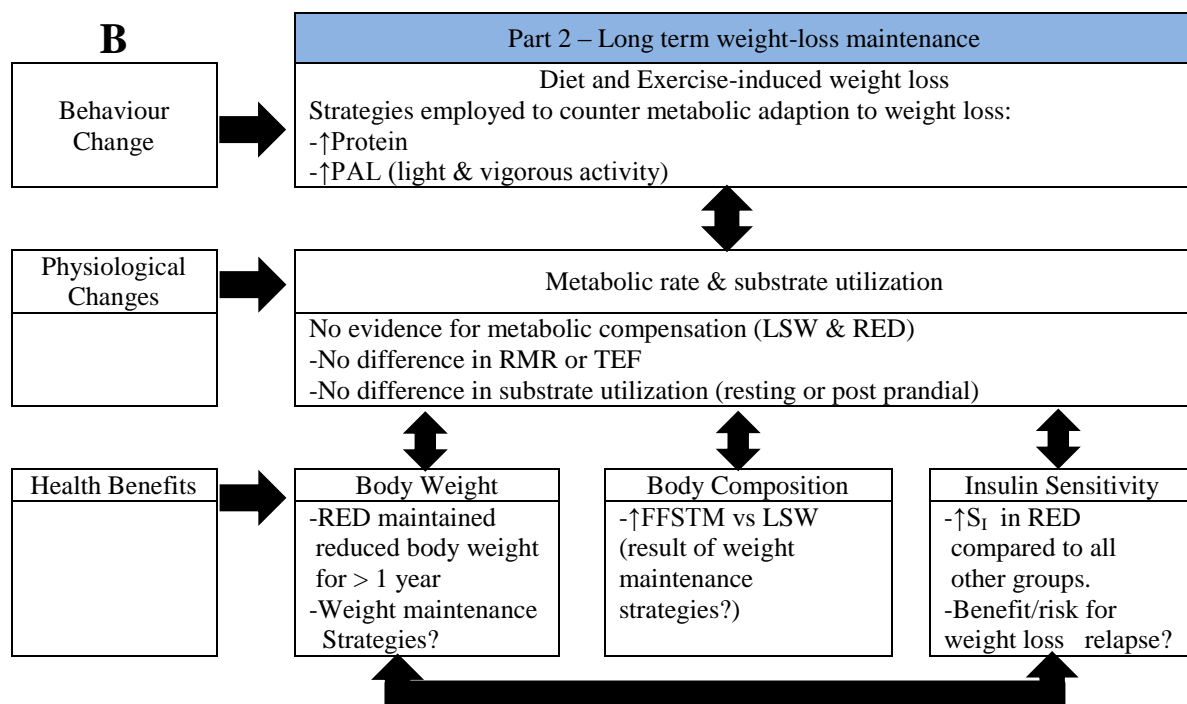 B
Part 2 – Long term weight-loss maintenance
Behaviour
Change
Diet and Exercise-induced weight loss
Strategies employed to counter metabolic adaption to weight loss:
-↑Protein
-↑PAL (light & vigorous activity)
Physiological
Changes
Metabolic rate & substrate utilization
No evidence for metabolic compensation (LSW & RED)
-No difference in RMR or TEF
-No difference in substrate utilization (resting or post prandial)
Health Benefits
Body Weight
-RED maintained
reduced body weight
for > 1 year
-Weight maintenance
Strategies?
Body Composition
-↑FFSTM vs LSW
(result of weight
maintenance
strategies?)
Insulin Sensitivity
-↑S_I in RED
compared to all
other groups.
-Benefit/risk for
weight loss relapse?